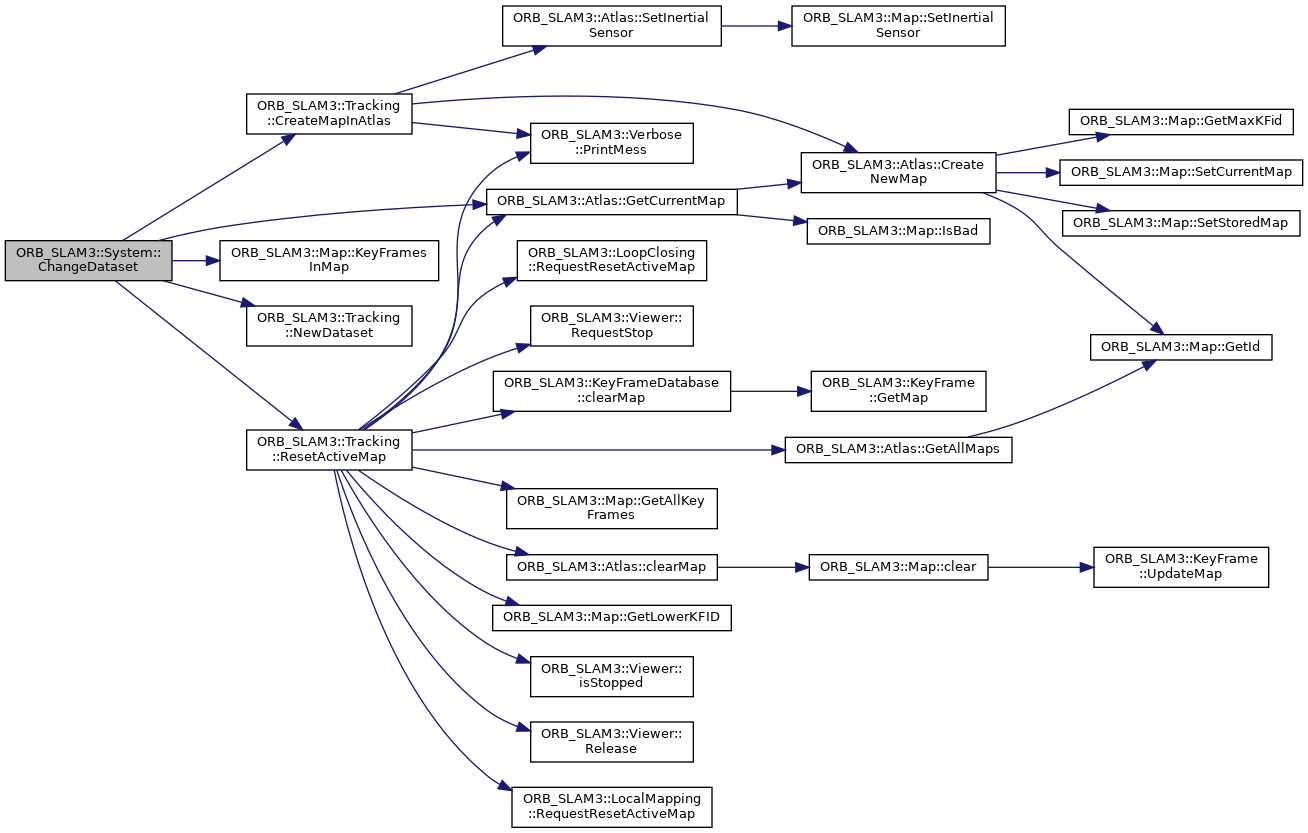 ORB_SLAM3::System::
ChangeDataset
ORB_SLAM3::Tracking
::CreateMapInAtlas
ORB_SLAM3::Map::KeyFrames
InMap
ORB_SLAM3::Tracking
::NewDataset
ORB_SLAM3::Tracking
::ResetActiveMap
ORB_SLAM3::Atlas::SetInertial
Sensor
ORB_SLAM3::Verbose
::PrintMess
ORB_SLAM3::Atlas::GetCurrentMap
ORB_SLAM3::LoopClosing
::RequestResetActiveMap
ORB_SLAM3::Viewer::
RequestStop
ORB_SLAM3::KeyFrameDatabase
::clearMap
ORB_SLAM3::Map::GetAllKey
Frames
ORB_SLAM3::Atlas::clearMap
ORB_SLAM3::Map::GetLowerKFID
ORB_SLAM3::Viewer::
isStopped
ORB_SLAM3::Viewer::
Release
ORB_SLAM3::LocalMapping
::RequestResetActiveMap
ORB_SLAM3::Map::SetInertial
Sensor
ORB_SLAM3::Atlas::Create
NewMap
ORB_SLAM3::Map::IsBad
ORB_SLAM3::KeyFrame
::GetMap
ORB_SLAM3::Atlas::GetAllMaps
ORB_SLAM3::Map::clear
ORB_SLAM3::Map::GetMaxKFid
ORB_SLAM3::Map::SetCurrentMap
ORB_SLAM3::Map::SetStoredMap
ORB_SLAM3::Map::GetId
ORB_SLAM3::KeyFrame
::UpdateMap